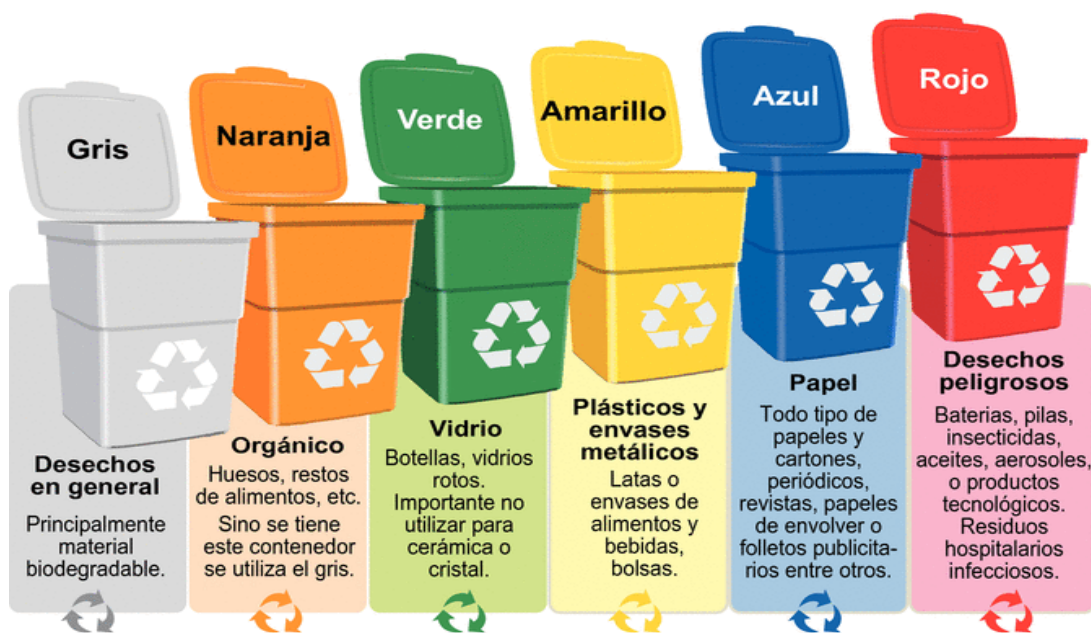 Gris
Desechos
en general
Principalmente
material
biodegradable.
Naranja
Orgánico
Huesos, restos
de alimentos, etc.
Sino se tiene
este contenedor
se utiliza el gris.
Verde
Vidrio
Botellas, vidrios
rotos.
Importante no
utilizar para
cerámica o
cristal.
Amarillo
Plásticos y
envases
metálicos
Latas o
envases de
alimentos y
bebidas,
bolsas.
Azul
Papel
Todo tipo de
papeles y
cartones,
periódicos,
revistas, papeles
de envolver o
folletos publicita-
rios entre otros.
Rojo
Desechos
peligrosos
Baterias, pilas,
insecticidas,
aceites, aerosoles,
o productos
tecnológicos.
Residuos
hospitalarios
infecciosos.